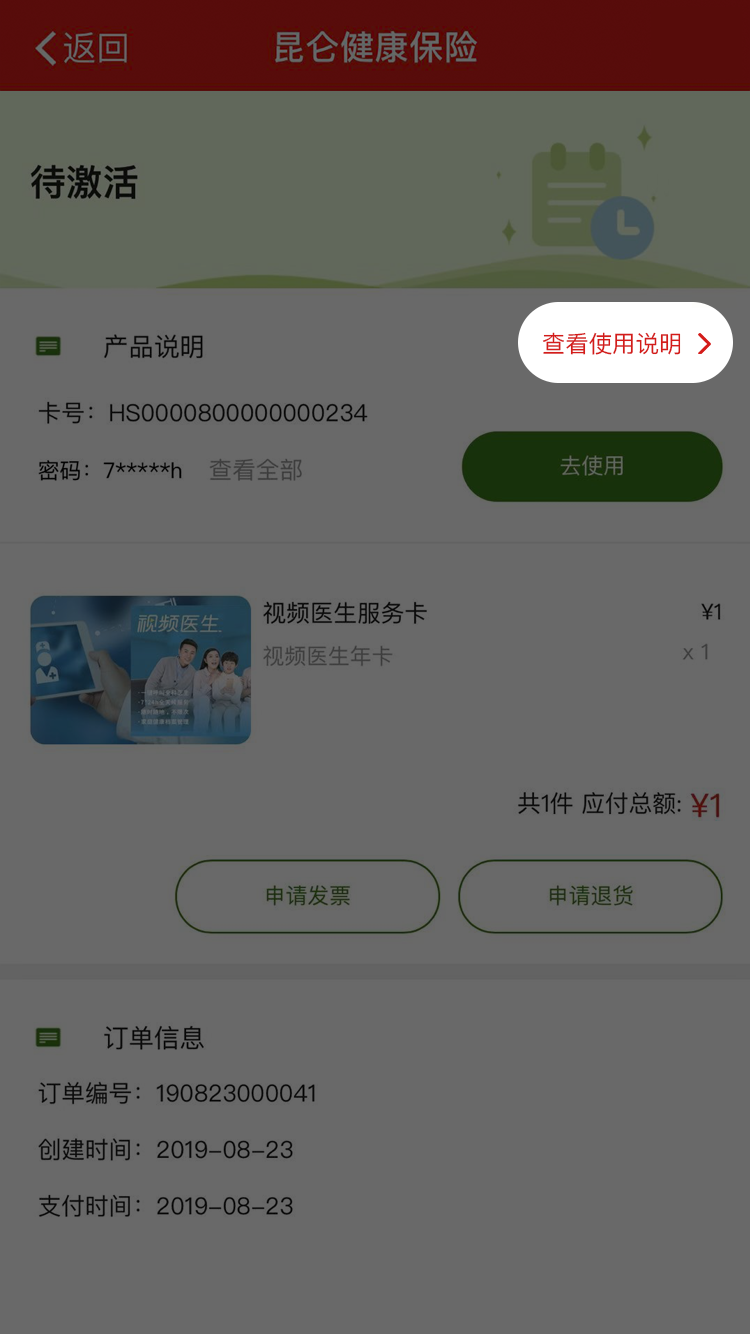 返回
昆仑健康保险
待激活
产品说明
查看使用说明
卡号：HS0000800000000234
密码：7*****h 查看全部
去使用
视频医生
视频医生服务卡
¥1
视频医生年卡
x 1
共1件 应付总额: ¥1
申请发票
申请退货
订单信息
订单编号：190823000041
创建时间：2019-08-23
支付时间：2019-08-23